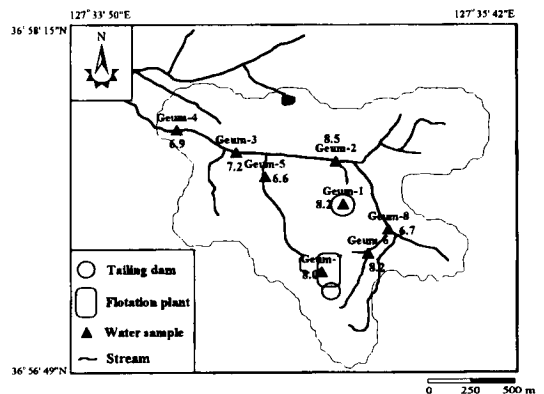 127° 33' 50"E
127° 35' 42"E
36° 58' 15"N
N
Geum-4
6.9
Geum-3
7.2
8.5
Geum-2
Geum-5
6.6
Geum-1
8.2
Geum-8
6.7
Geum-6
8.2
Geum-
8.0
Tailing dam
Flotation plant
Water sample
Stream
36° 56' 49"N
0 250 500 m